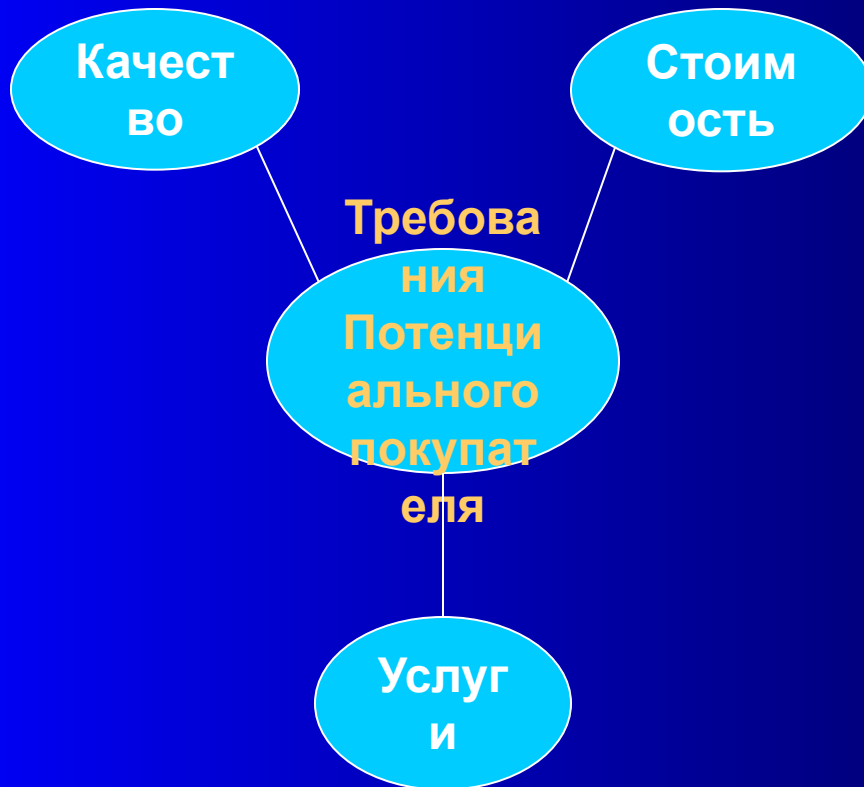 Качест
во
Стоим
ость
Требова
ния
Потенци
ального
покупат
еля
Услуг
и